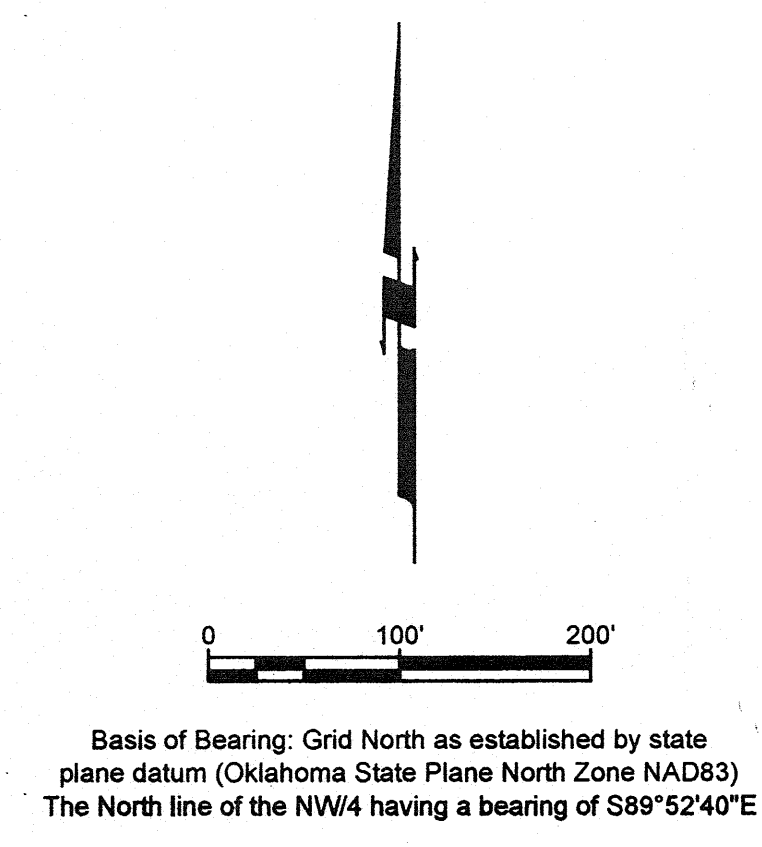 0 100' 200'
Basis of Bearing: Grid North as established by state
plane datum (Oklahoma State Plane North Zone NAD83)
The North line of the NW/4 having a bearing of S89°52'40"E